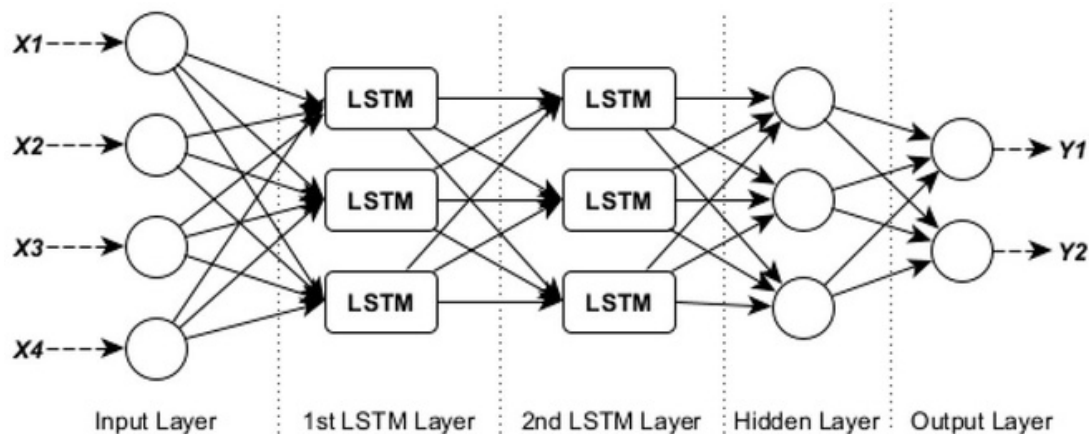 X1
X2
X3
X4
LSTM
LSTM
LSTM
LSTM
LSTM
LSTM
Y1
Y2
Input Layer
1st LSTM Layer
2nd LSTM Layer
Hidden Layer
Output Layer